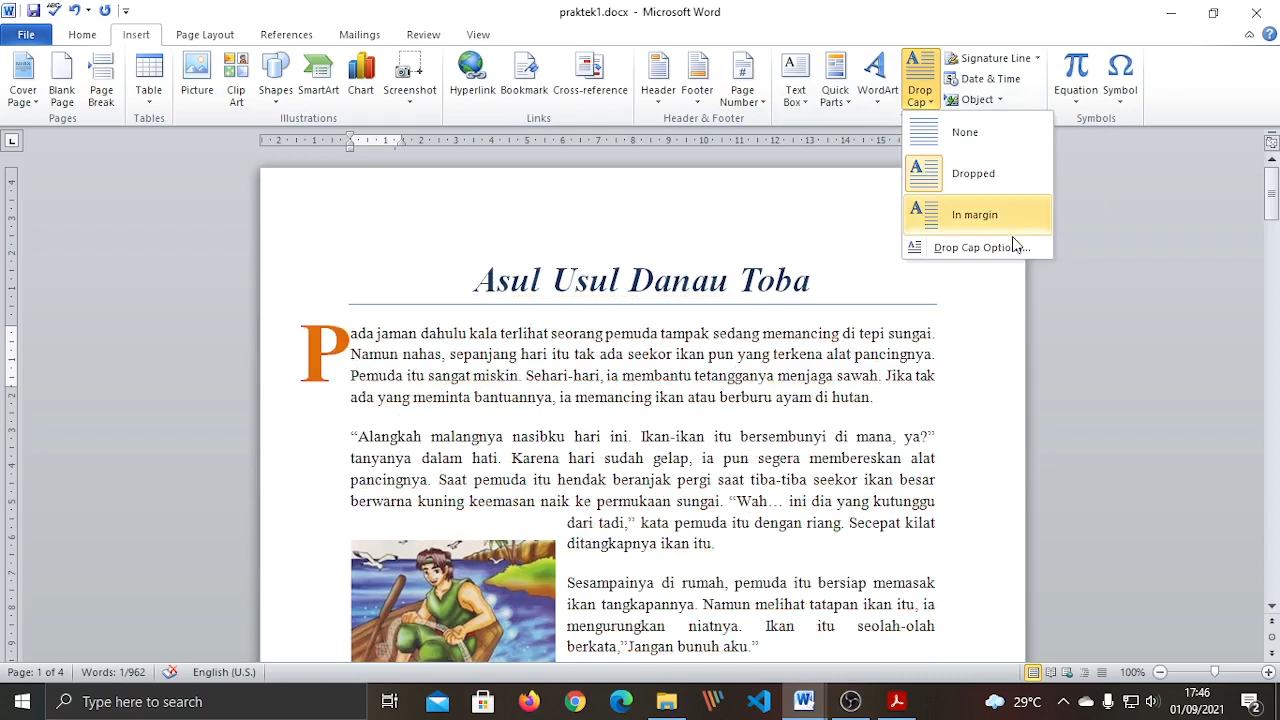 praktek1.docx - Microsoft Word
File Home Insert Page Layout References Mailings Review View
Cover Page
Blank Page
Page Break
Table
Picture
Clip Art
Shapes
SmartArt
Chart
Screenshot
Hyperlink
Bookmark
Cross-reference
Header
Footer
Page Number
Text Box
Quick Parts
WordArt
Drop Cap
Signature Line
Date & Time
Object
Equation
Symbol
Pages
Tables
Illustrations
Links
Header & Footer
Symbols
None
Dropped
In margin
Drop Cap Options...
Asul Usul Danau Toba
Pada jaman dahulu kala terlihat seorang pemuda tampak sedang memancing di tepi sungai.
Namun nahas, sepanjang hari itu tak ada seekor ikan pun yang terkena alat pancingnya.
Pemuda itu sangat miskin. Sehari-hari, ia membantu tetangganya menjaga sawah. Jika tak
ada yang meminta bantuannya, ia memancing ikan atau berburu ayam di hutan.
“Alangkah malangnya nasibku hari ini. Ikan-ikan itu bersembunyi di mana, ya?”
tanyanya dalam hati. Karena hari sudah gelap, ia pun segera membereskan alat
pancingnya. Saat pemuda itu hendak beranjak pergi saat tiba-tiba seekor ikan besar
berwarna kuning keemasan naik ke permukaan sungai. “Wah… ini dia yang kutunggu
dari tadi,” kata pemuda itu dengan riang. Secepat kilat
ditangkapnya ikan itu.
Sesampainya di rumah, pemuda itu bersiap memasak
ikan tangkapannya. Namun melihat tatapan ikan itu, ia
mengurungkan niatnya. Ikan itu seolah-olah
berkata,”Jangan bunuh aku.”
Page: 1 of 4 Words: 1/962 English (U.S.) 100%
Type here to search 29°C 17:46
01/09/2021 2